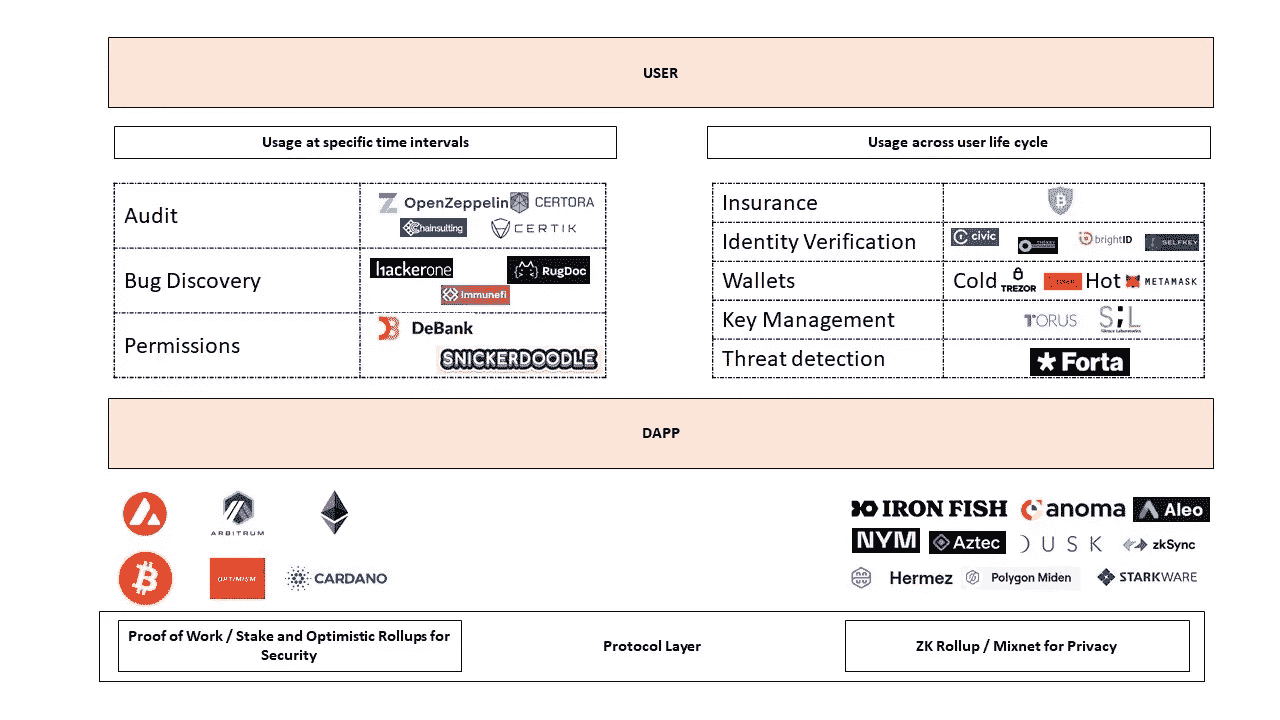 USER
Usage at specific time intervals
Usage across user life cycle
Audit
OpenZeppelin
CERTORA
Chainsulting
CERTIK
Bug Discovery
hackerone
RugDoc
Immunefi
Permissions
DeBank
SNICKERDOODLE
Insurance
Identity Verification
civic
brightID
SELFKEY
Wallets
Cold
TREZOR
Hot
METAMASK
Key Management
TORUS
S;L
Silence Laboratories
Threat detection
Forta
DAPP
ARBITRUM
OPTIMISM
CARDANO
IRON FISH
anoma
Aleo
NYM
Aztec
DUSK
zkSync
Hermez
Polygon Miden
STARKWARE
Proof of Work / Stake and Optimistic Rollups for
Security
Protocol Layer
ZK Rollup / Mixnet for Privacy